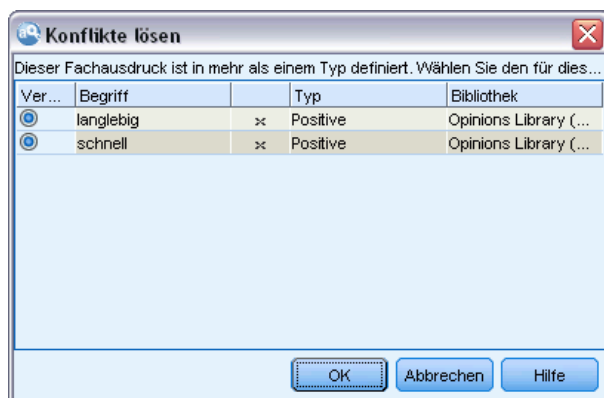 Konflikte lösen
Dieser Fachausdruck ist in mehr als einem Typ definiert. Wählen Sie den für dies...
Ver... Begriff Typ Bibliothek
langlebig Positive Opinions Library (...
schnell Positive Opinions Library (...
OK Abbrechen Hilfe